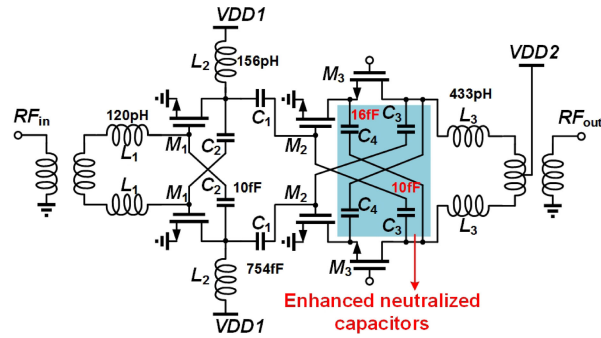 VDD1
L2
156pH
M3
VDD2
433pH
120pH
C1
16fF
C3
L3
RFin
C4
RFout
L1
M1
C2
M2
L1
M1
C2
10fF
M2
10fF
C4
C1
C3
L3
L2
754fF
M3
VDD1
Enhanced neutralized
capacitors